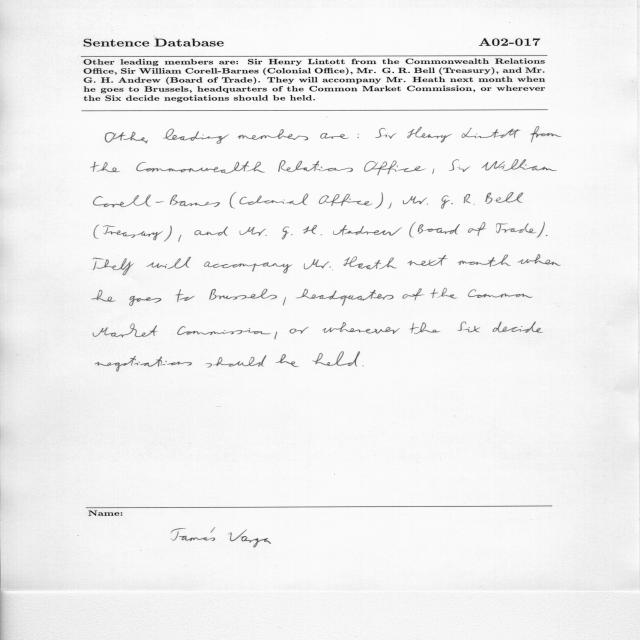 Sentence Database A02-017
Other leading members are: Sir Henry Lintott from the Commonwealth Relations
Office, Sir William Corell-Barnes (Colonial Office), Mr. G. R. Bell (Treasury), and Mr.
G. H. Andrew (Board of Trade). They will accompany Mr. Heath next month when
he goes to Brussels, headquarters of the Common Market Commission, or wherever
the Six decide negotiations should be held.
Other leading members are: Sir Henry Lintott from
the Commonwealth Relations Office, Sir William
Corell-Barnes (Colonial Office), Mr. G. R. Bell
(Treasury), and Mr. G. H. Andrew (Board of Trade).
They will accompany Mr. Heath next month when
he goes to Brussels, headquaters of the Common
Market Commission, or wherever the Six decide
negotiations should be held.
Name:
Tamás Varga